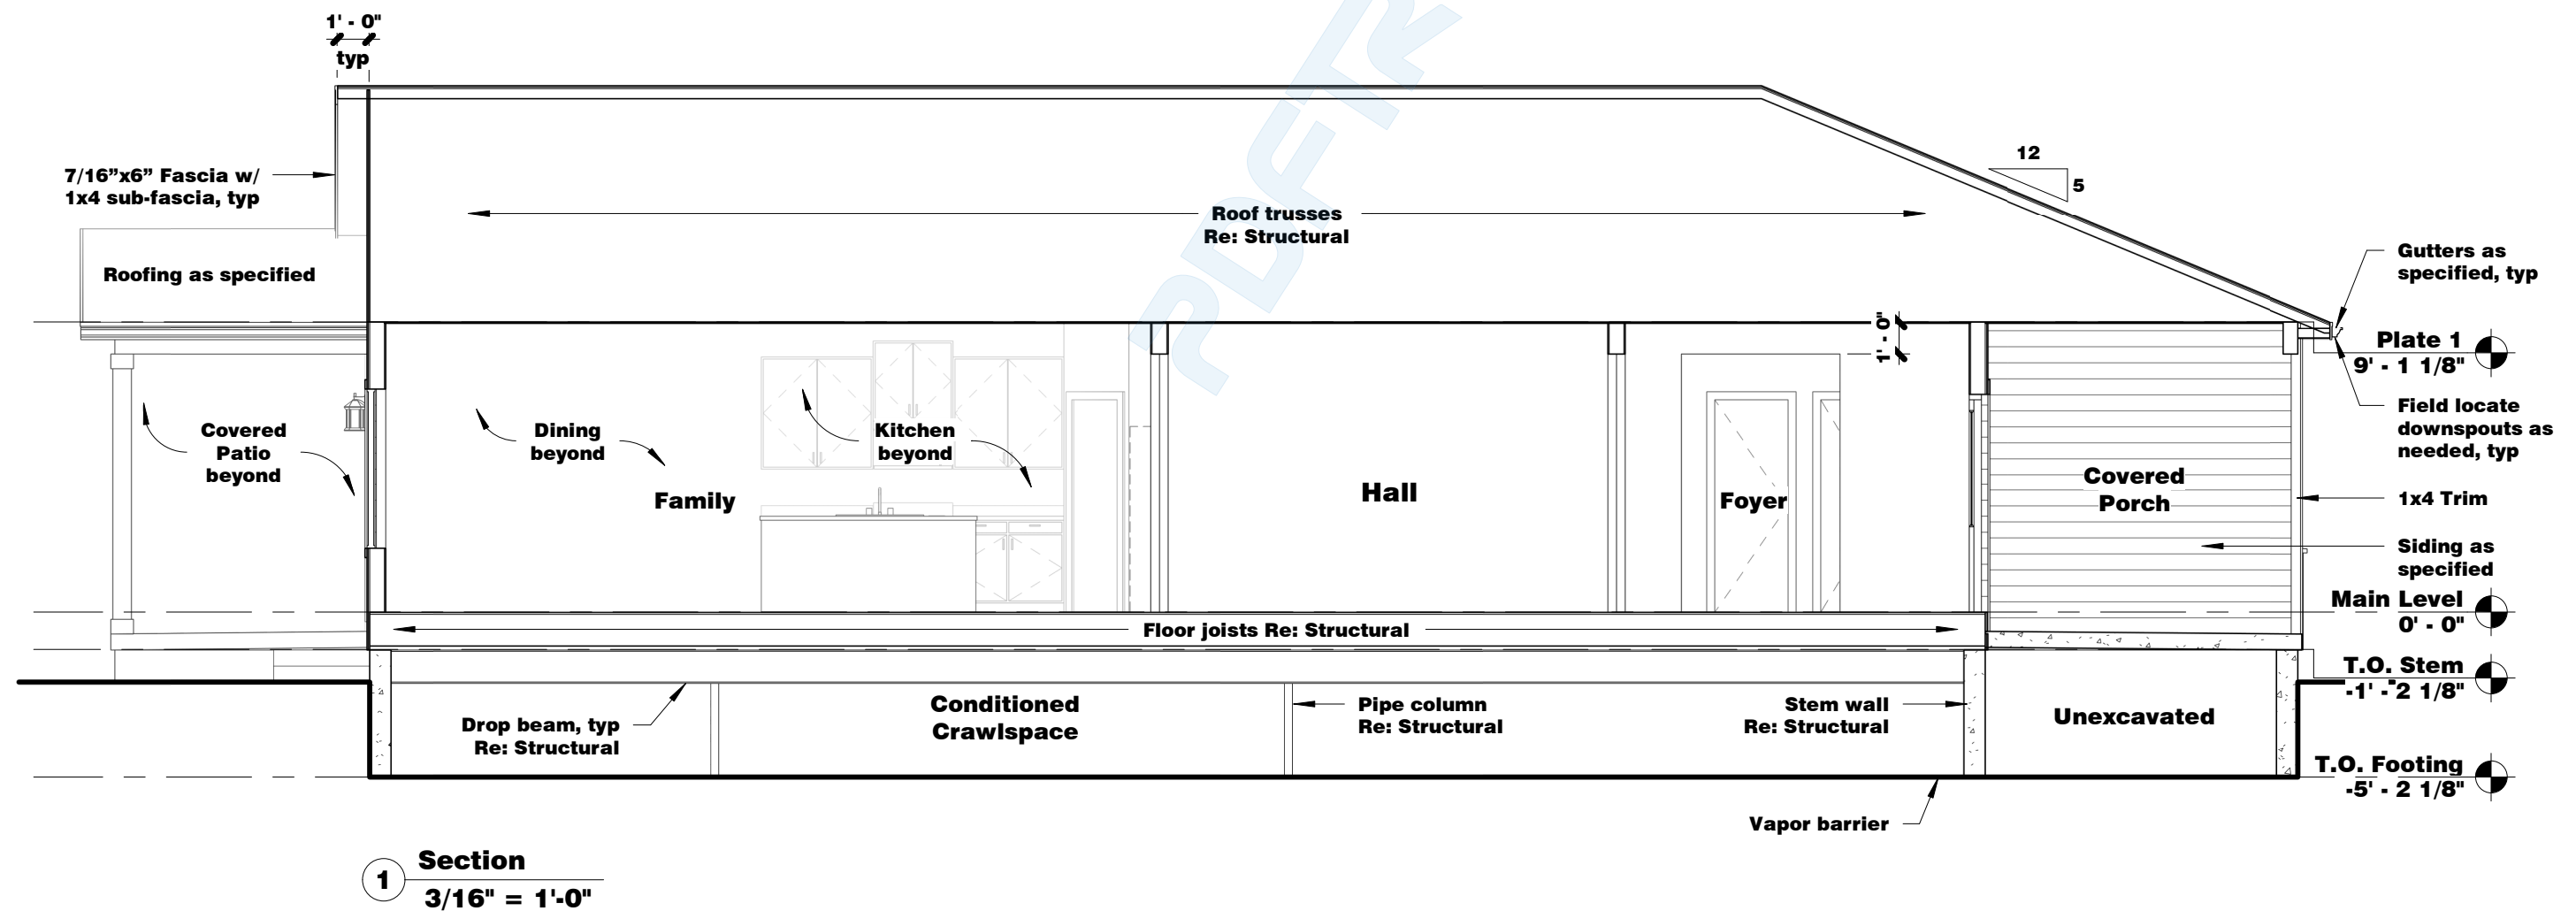 1' - 0"
typ
7/16”x6” Fascia w/
1x4 sub-fascia, typ
12
5
Roof trusses
Re: Structural
Roofing as specified
Gutters as
specified, typ
1' - 0"
Plate 1
9' - 1 1/8"
Field locate
downspouts as
needed, typ
Covered
Patio
beyond
Dining
beyond
Kitchen
beyond
Family
Hall
Foyer
Covered
Porch
1x4 Trim
Siding as
specified
Main Level
0' - 0"
Floor joists Re: Structural
T.O. Stem
-1' - 2 1/8"
Drop beam, typ
Re: Structural
Conditioned
Crawlspace
Pipe column
Re: Structural
Stem wall
Re: Structural
Unexcavated
T.O. Footing
-5' - 2 1/8"
Vapor barrier
1
Section
3/16" = 1'-0"
PDFTR